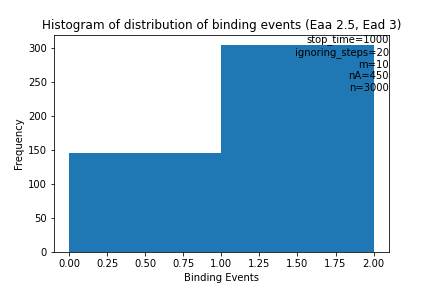 Histogram of distribution of binding events (Eaa 2.5, Ead 3)
stop_time=1000
ignoring_steps=20
m=10
nA=450
n=3000
300
250
200
150
100
50
0
Frequency
0.00 0.25 0.50 0.75 1.00 1.25 1.50 1.75 2.00
Binding Events